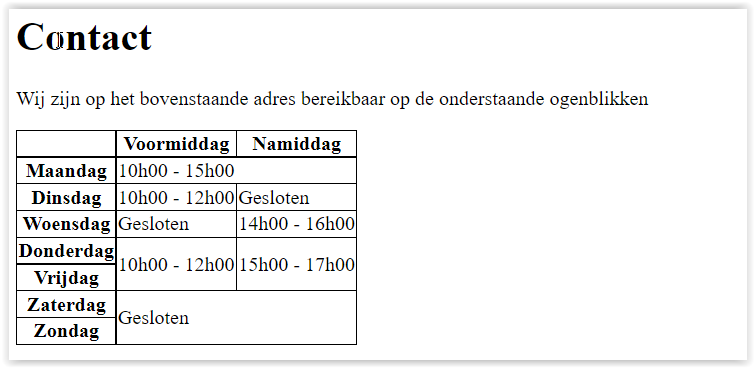 Contact
Wij zijn op het bovenstaande adres bereikbaar op de onderstaande ogenblikken
Voormiddag Namiddag
Maandag 10h00 - 15h00
Dinsdag 10h00 - 12h00 Gesloten
Woensdag Gesloten 14h00 - 16h00
Donderdag
10h00 - 12h00 15h00 - 17h00
Vrijdag
Zaterdag
Gesloten
Zondag